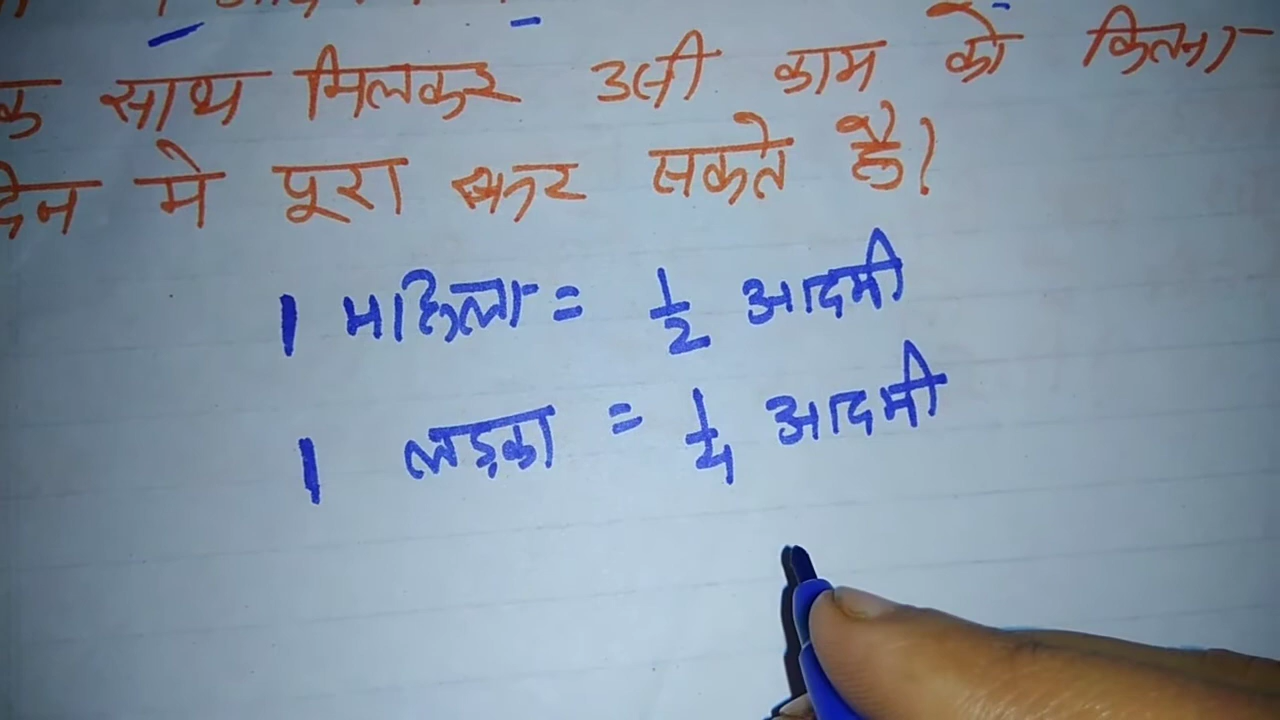 साथ मिलकर उसी काम को कितना
मे पूरा कर सकते है।
1 महिला = 1/2 आदमी
1 लड़का = 1/4 आदमी